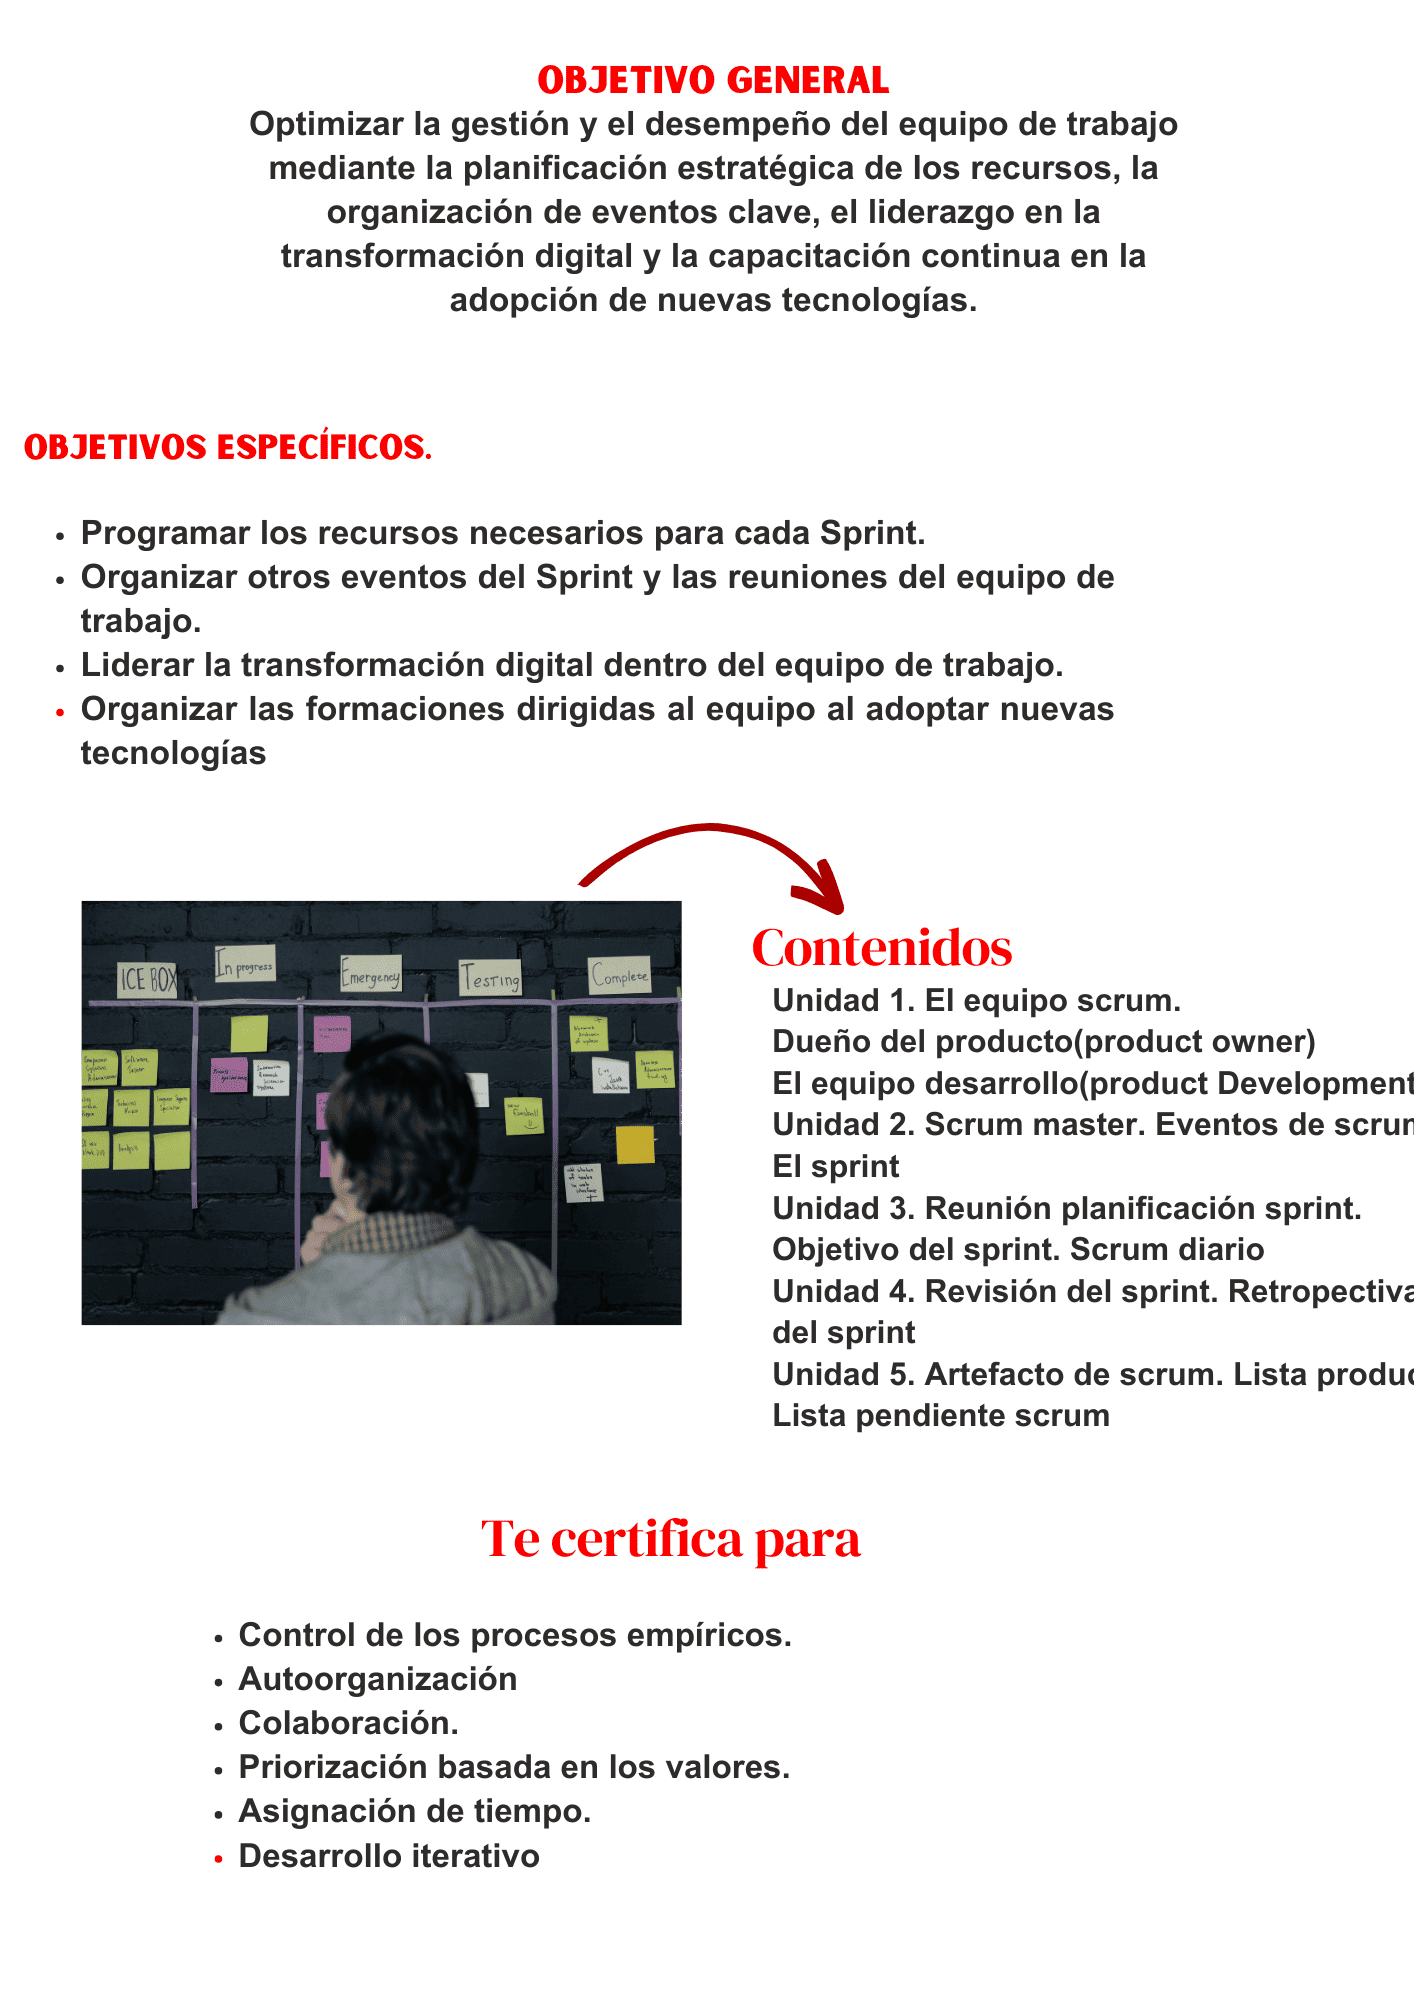 OBJETIVO GENERAL
Optimizar la gestión y el desempeño del equipo de trabajo
mediante la planificación estratégica de los recursos, la
organización de eventos clave, el liderazgo en la
transformación digital y la capacitación continua en la
adopción de nuevas tecnologías.
OBJETIVOS ESPECÍFICOS.
• Programar los recursos necesarios para cada Sprint.
• Organizar otros eventos del Sprint y las reuniones del equipo de
trabajo.
• Liderar la transformación digital dentro del equipo de trabajo.
• Organizar las formaciones dirigidas al equipo al adoptar nuevas
tecnologías
ICE BOX
In progress
Emergency
Testing
Complete
Contenidos
Unidad 1. El equipo scrum.
Dueño del producto(product owner)
El equipo desarrollo(product Development
Unidad 2. Scrum master. Eventos de
El sprint
Unidad 3. Reunión planificación sprint.
Objetivo del sprint. Scrum diario
Unidad 4. Revisión del sprint. Retropectiva
del sprint
Unidad 5. Artefacto de scrum. Lista
Lista pendiente scrum
Te certifica para
• Control de los procesos empíricos.
• Autoorganización
• Colaboración.
• Priorización basada en los valores.
• Asignación de tiempo.
• Desarrollo iterativo